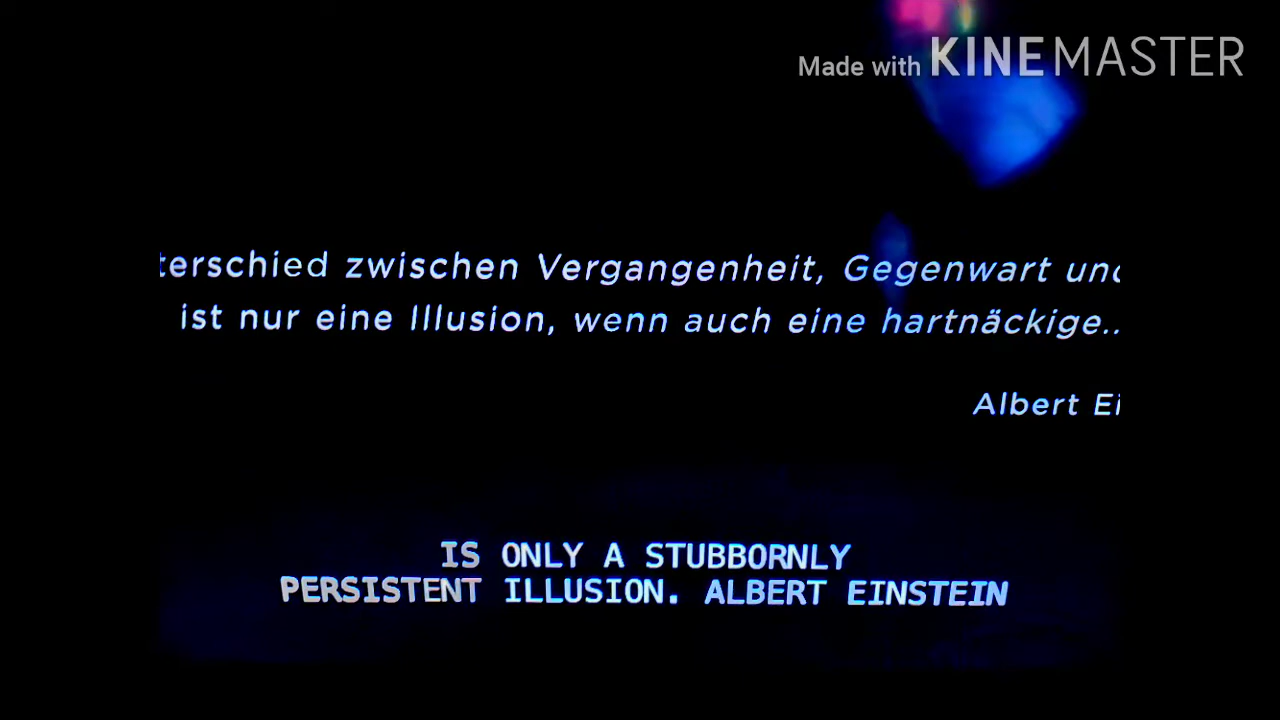 Made with KINEMASTER
terschied zwischen Vergangenheit, Gegenwart und
ist nur eine Illusion, wenn auch eine hartnäckige..
Albert Ei
IS ONLY A STUBBORNLY
PERSISTENT ILLUSION. ALBERT EINSTEIN